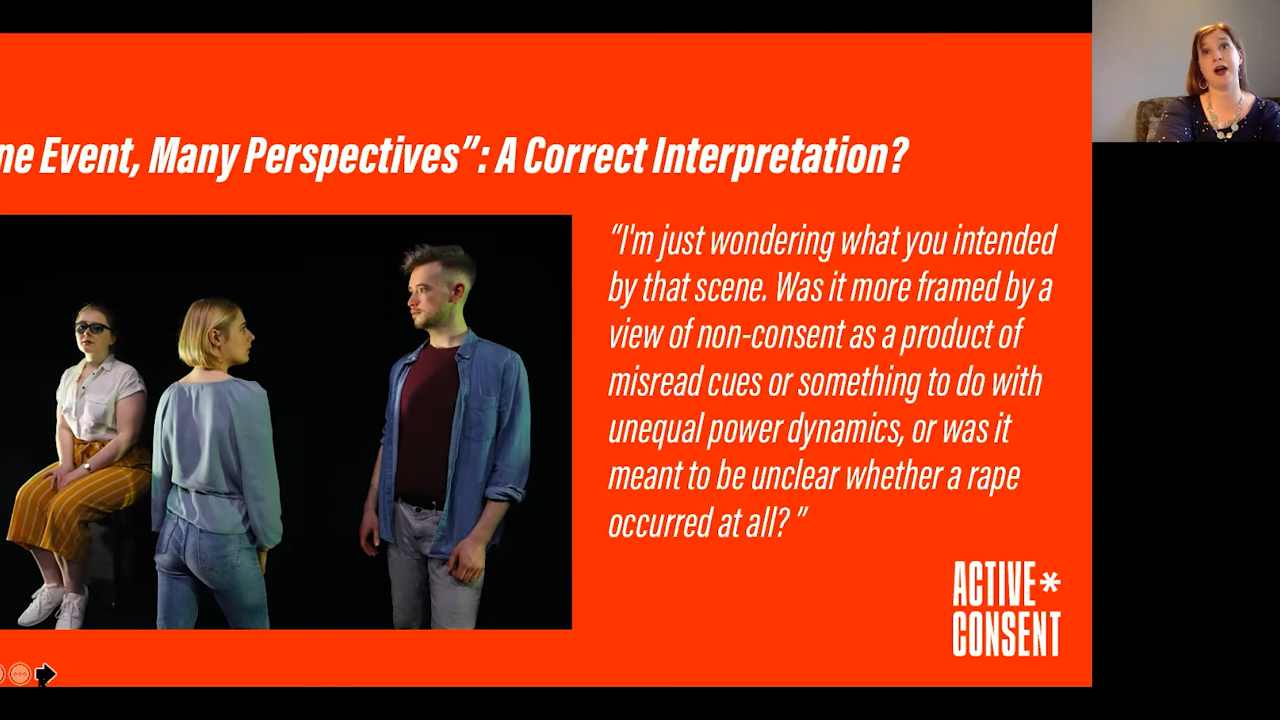 ne Event, Many Perspectives”: A Correct Interpretation?
“I'm just wondering what you intended
by that scene. Was it more framed by a
view of non-consent as a product of
misread cues or something to do with
unequal power dynamics, or was it
meant to be unclear whether a rape
occurred at all? ”
ACTIVE*
CONSENT